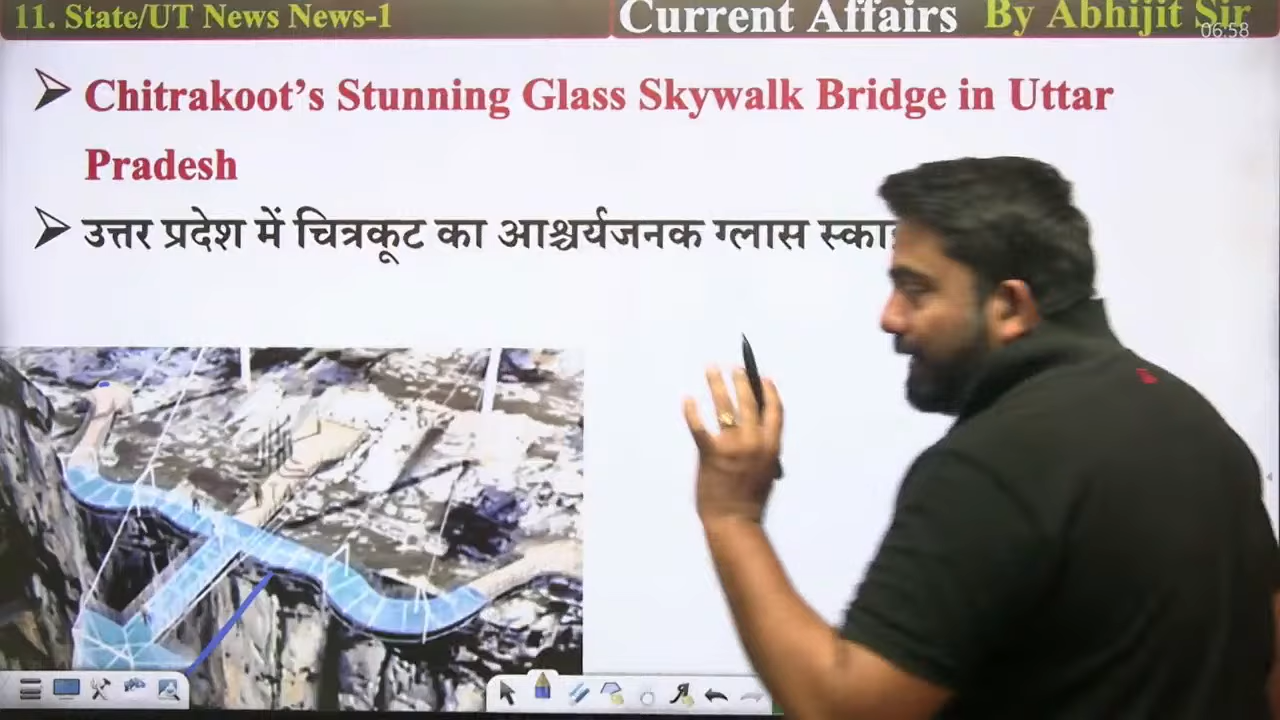 11. State/UT News News-1
Current Affairs
By Abhijit Sir
06:58
Chitrakoot's Stunning Glass Skywalk Bridge in Uttar
Pradesh
उत्तर प्रदेश में चित्रकूट का आश्चर्यजनक ग्लास